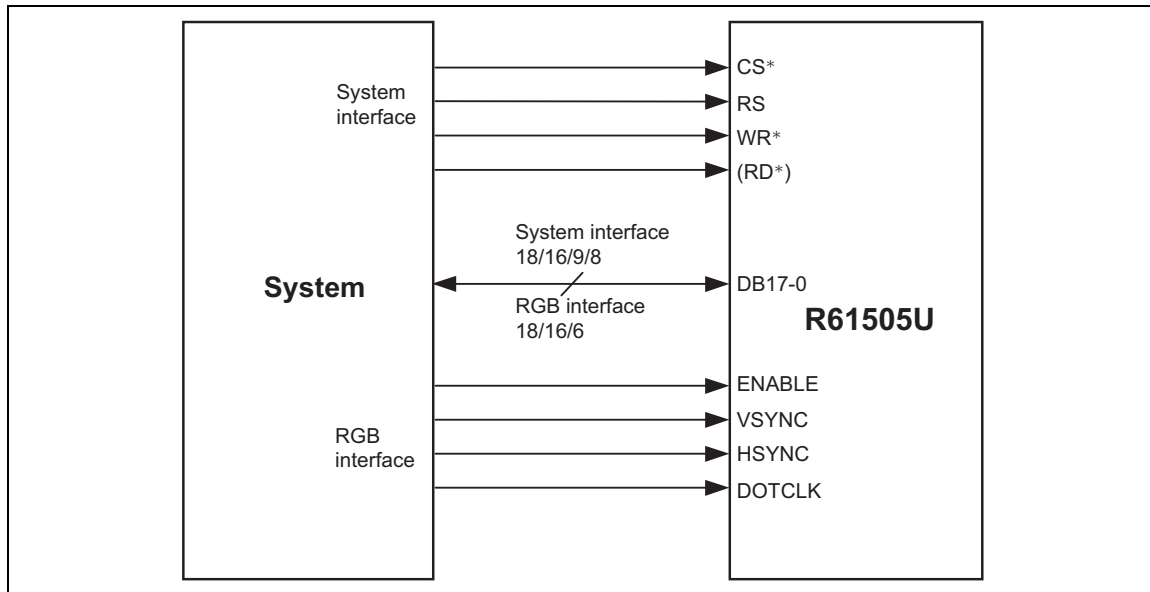 System
interface
CS*
RS
WR*
(RD*)
System interface
18/16/9/8
System
DB17-0
RGB interface
18/16/6
R61505U
RGB
interface
ENABLE
VSYNC
HSYNC
DOTCLK